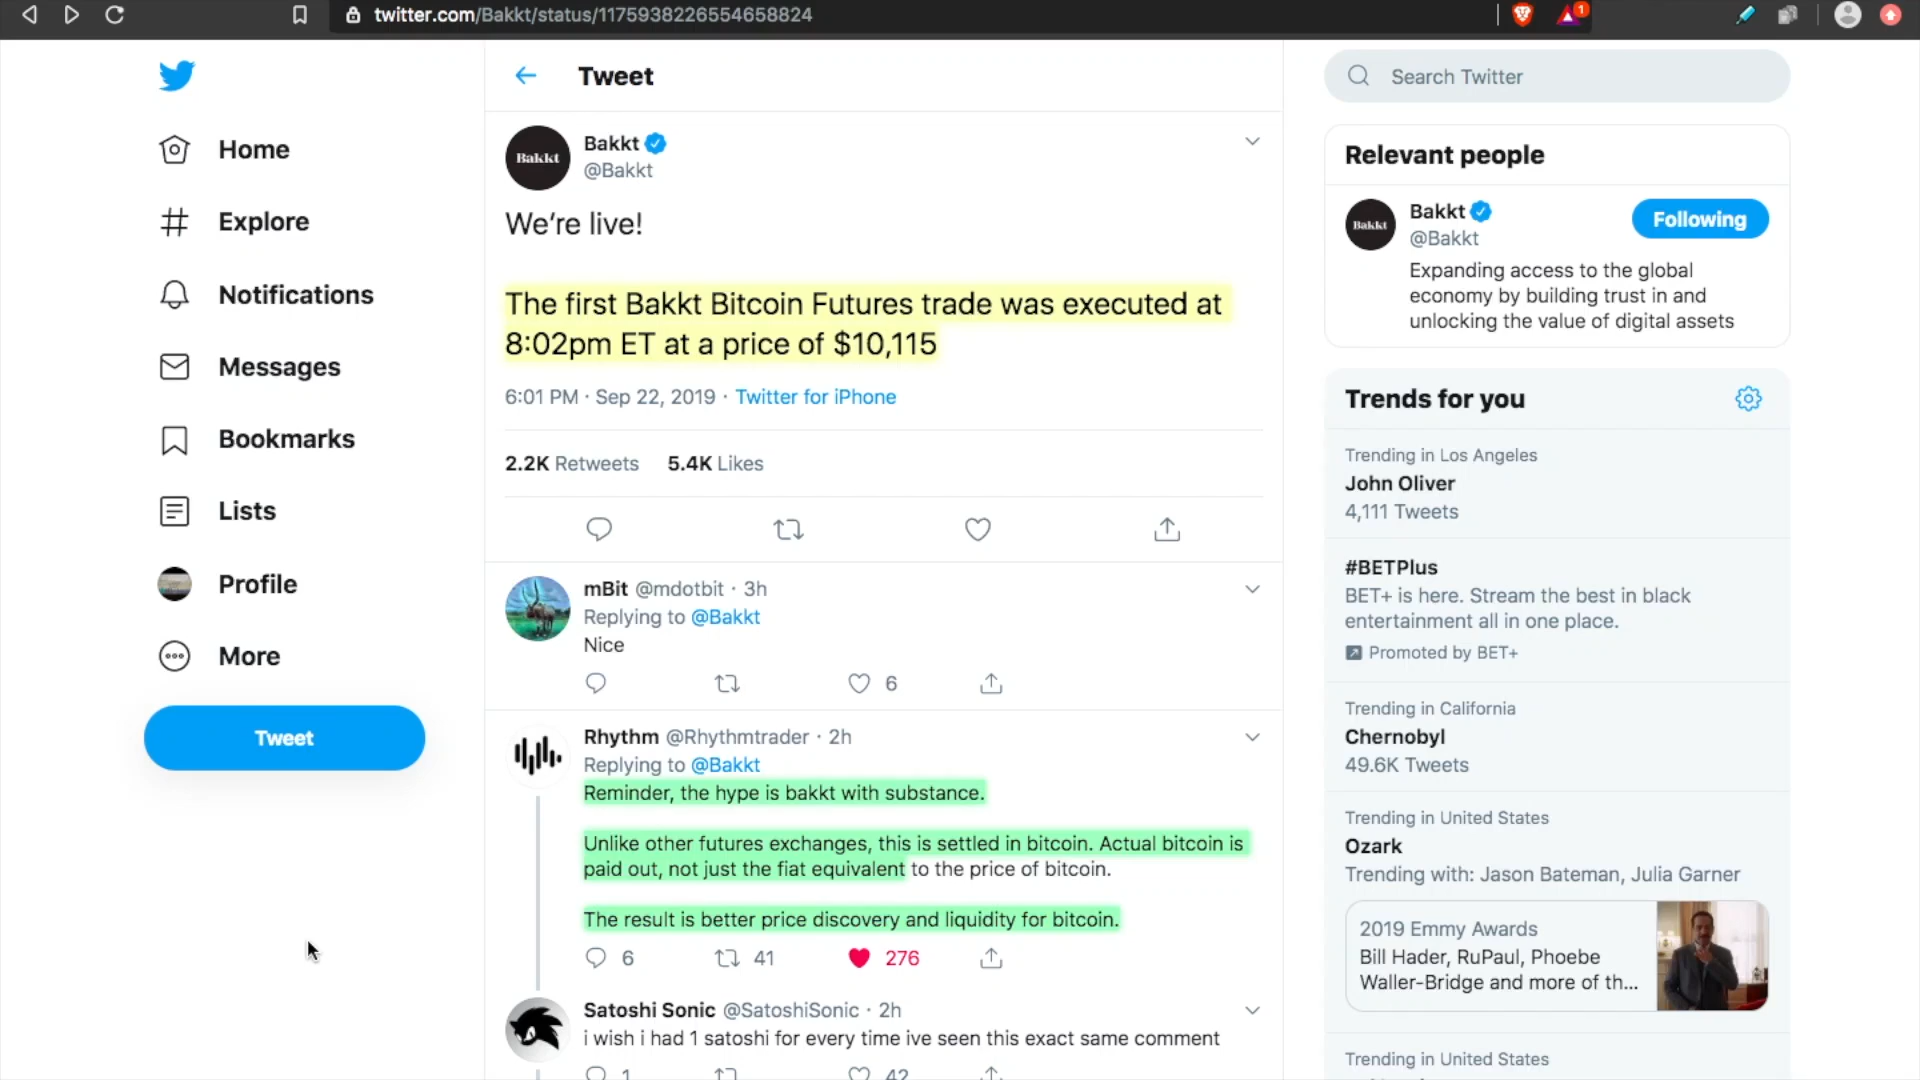 twitter.com/Bakkt/status/1175938226554658824
1
Home
Explore
Notifications
Messages
Bookmarks
Lists
Profile
More
Tweet
Tweet
Bakkt
Bakkt
@Bakkt
We're live!
The first Bakkt Bitcoin Futures trade was executed at
8:02pm ET at a price of $10,115
6:01 PM · Sep 22, 2019 · Twitter for iPhone
2.2K Retweets 5.4K Likes
mBit @mdotbit · 3h
Replying to @Bakkt
Nice
6
Rhythm @Rhythmtrader · 2h
Replying to @Bakkt
Reminder, the hype is bakkt with substance.
Unlike other futures exchanges, this is settled in bitcoin. Actual bitcoin is
paid out, not just the fiat equivalent to the price of bitcoin.
The result is better price discovery and liquidity for bitcoin.
6 41 276
Satoshi Sonic @SatoshiSonic · 2h
i wish i had 1 satoshi for every time ive seen this exact same comment
1 42
Search Twitter
Relevant people
Bakkt
Bakkt
@Bakkt
Following
Expanding access to the global
economy by building trust in and
unlocking the value of digital assets
Trends for you
Trending in Los Angeles
John Oliver
4,111 Tweets
#BETPlus
BET+ is here. Stream the best in black
entertainment all in one place.
Promoted by BET+
Trending in California
Chernobyl
49.6K Tweets
Trending in United States
Ozark
Trending with: Jason Bateman, Julia Garner
2019 Emmy Awards
Bill Hader, RuPaul, Phoebe
Waller-Bridge and more of th...
Trending in United States